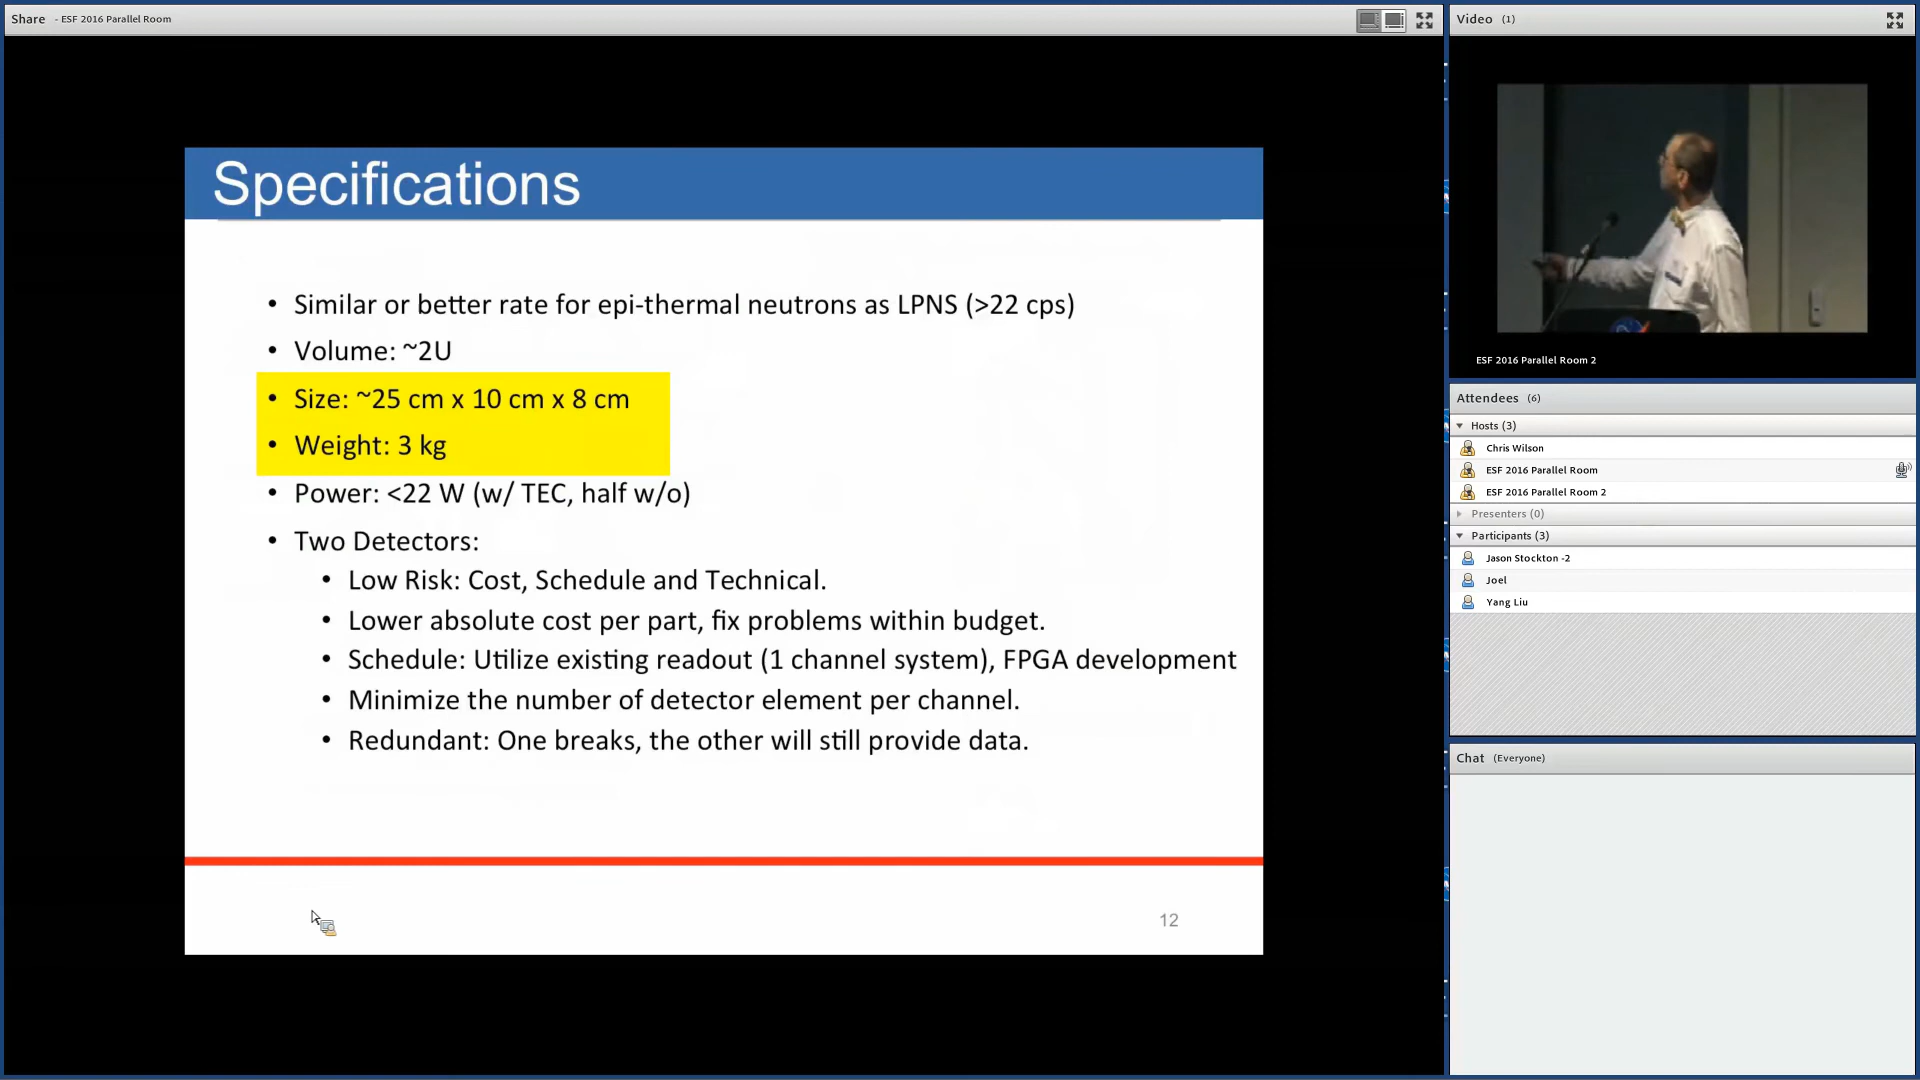 Share - ESF 2016 Parallel Room
Specifications
• Similar or better rate for epi-thermal neutrons as LPNS (>22 cps)
• Volume: ~2U
• Size: ~25 cm x 10 cm x 8 cm
• Weight: 3 kg
• Power: <22 W (w/ TEC, half w/o)
• Two Detectors:
• Low Risk: Cost, Schedule and Technical.
• Lower absolute cost per part, fix problems within budget.
• Schedule: Utilize existing readout (1 channel system), FPGA development
• Minimize the number of detector element per channel.
• Redundant: One breaks, the other will still provide data.
12
Video (1)
ESF 2016 Parallel Room 2
Attendees (6)
Hosts (3)
Chris Wilson
ESF 2016 Parallel Room
ESF 2016 Parallel Room 2
Presenters (0)
Participants (3)
Jason Stockton -2
Joel
Yang Liu
Chat (Everyone)